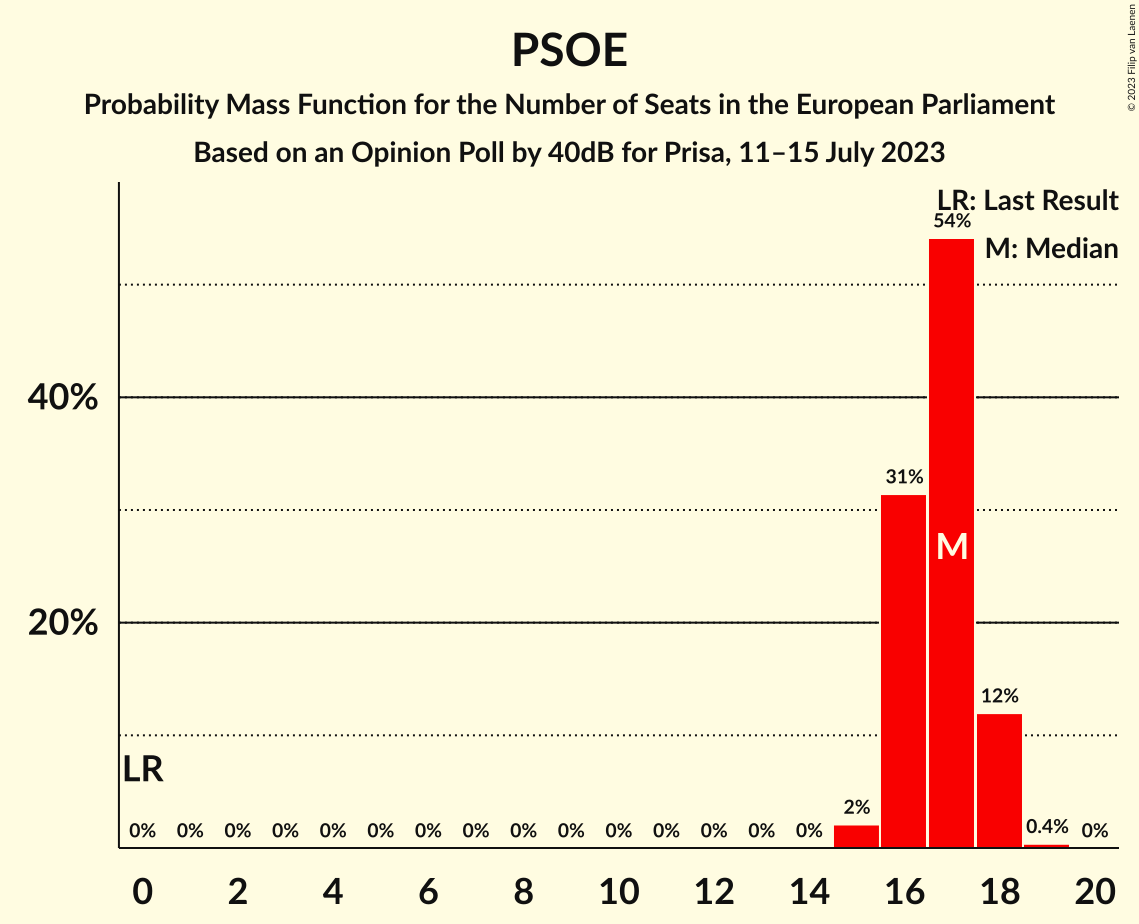 PSOE
Probability Mass Function for the Number of Seats in the European Parliament
Based on an Opinion Poll by 40dB for Prisa, 11–15 July 2023
© 2023 Filip van Laenen
LR: Last Result
M: Median
54%
40%
31%
M
20%
12%
LR
2%
0% 0% 0% 0% 0% 0% 0% 0% 0% 0% 0% 0% 0% 0% 0% 0.4% 0%
0 2 4 6 8 10 12 14 16 18 20